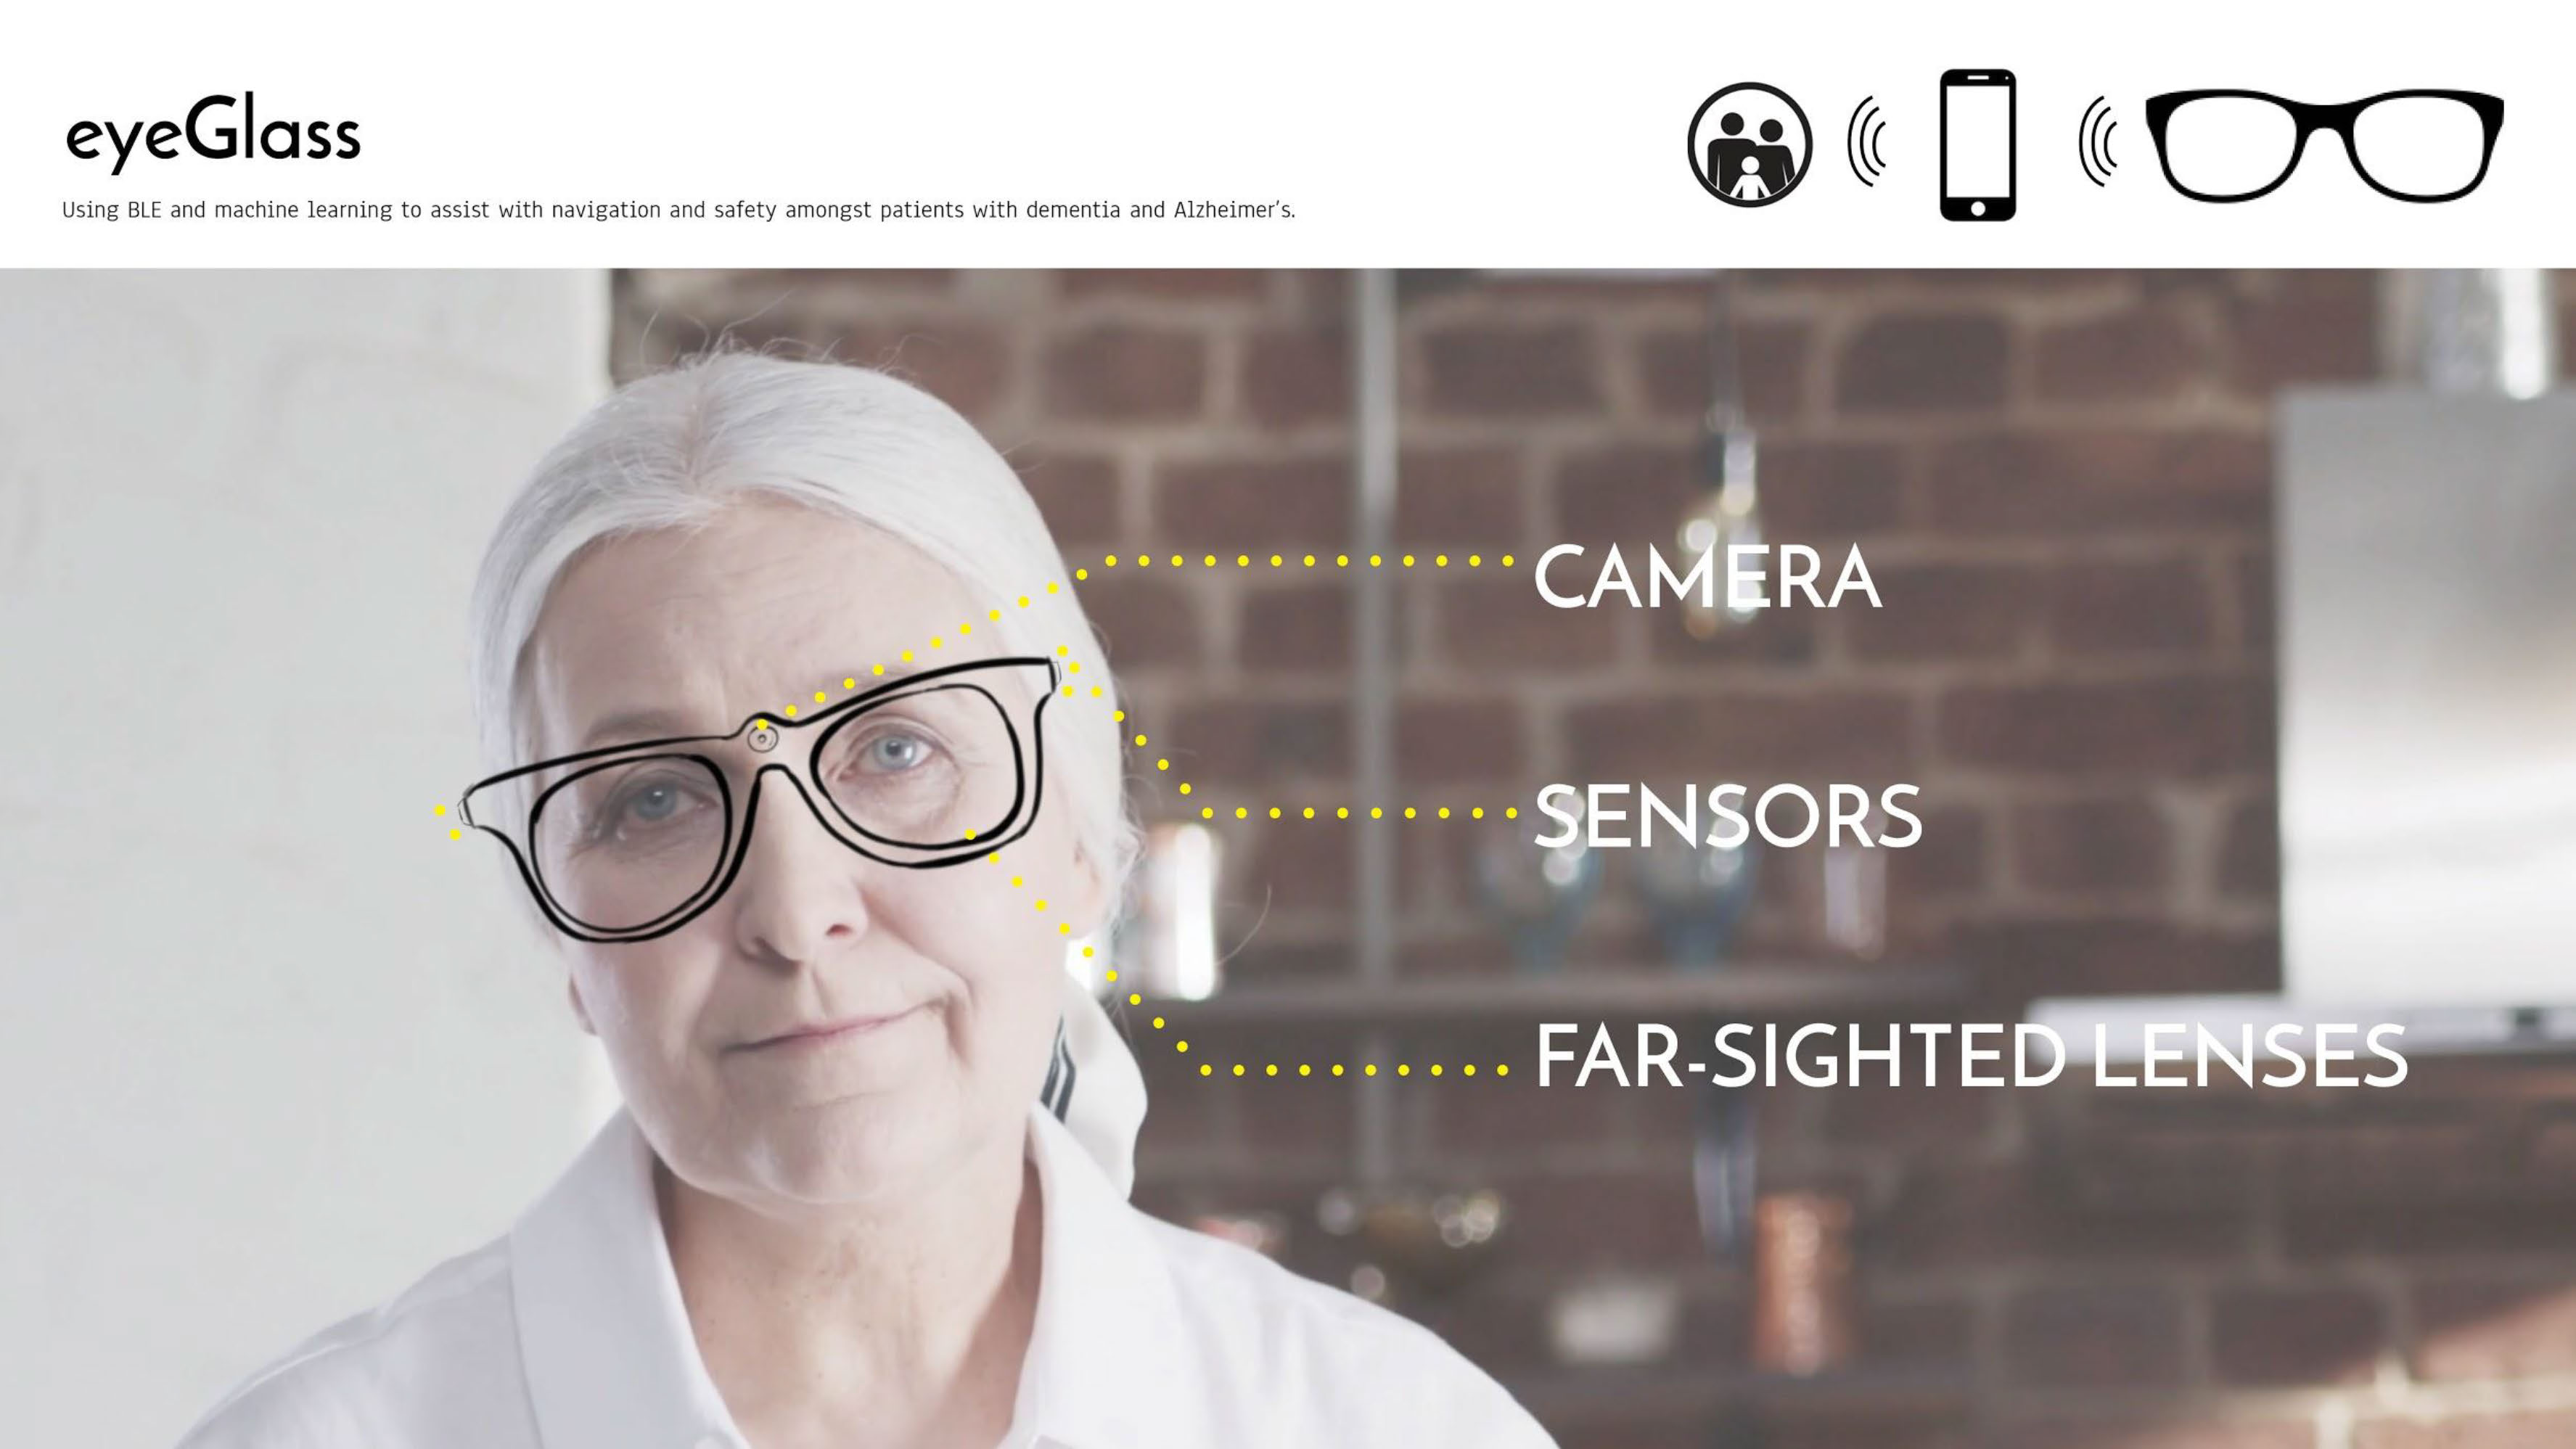 eyeGlass
Using BLE and machine learning to assist with navigation and safety amongst patients with dementia and Alzheimer's.
CAMERA
SENSORS
FAR-SIGHTED LENSES